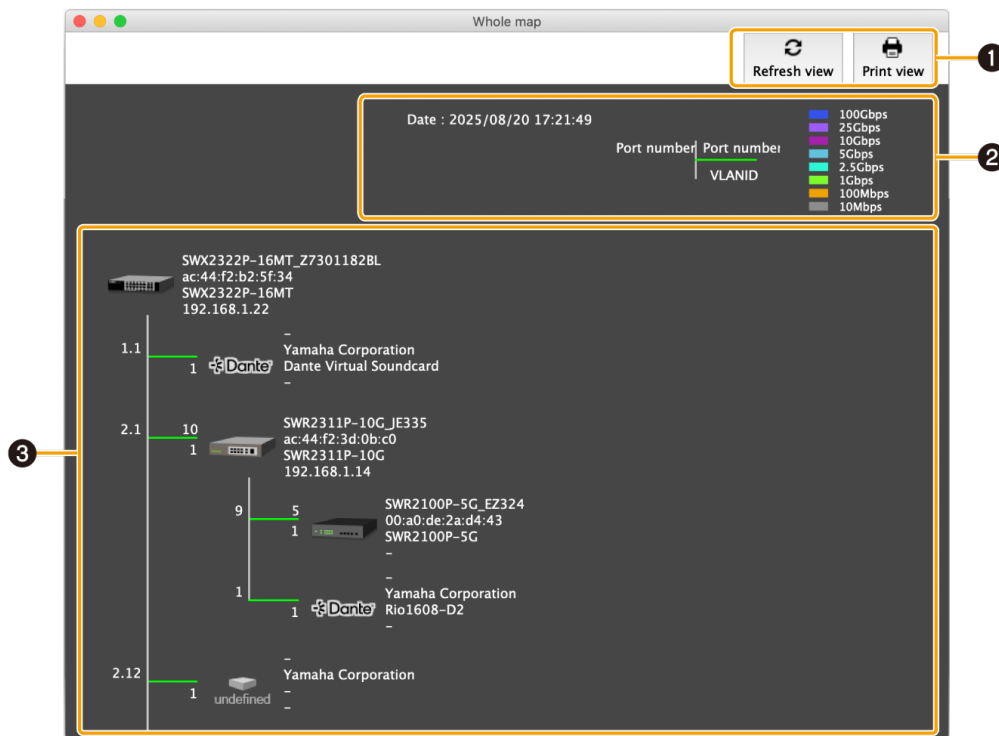 Whole map
Refresh view
Print view
1
Date : 2025/08/20 17:21:49
Port number
Port number
VLANID
100Gbps
25Gbps
10Gbps
5Gbps
2.5Gbps
1Gbps
100Mbps
10Mbps
2
SWX2322P-16MT_Z7301182BL
ac:44:f2:b2:5f:34
SWX2322P-16MT
192.168.1.22
1.1
1
Dante
–
Yamaha Corporation
Dante Virtual Soundcard
–
2.1
10
1
SWR2311P-10G_JE335
ac:44:f2:3d:0b:c0
SWR2311P-10G
192.168.1.14
3
9
5
1
SWR2100P-5G_EZ324
00:a0:de:2a:d4:43
SWR2100P-5G
–
1
1
Dante
–
Yamaha Corporation
Rio1608-D2
–
2.12
1
undefined
–
Yamaha Corporation
–
–